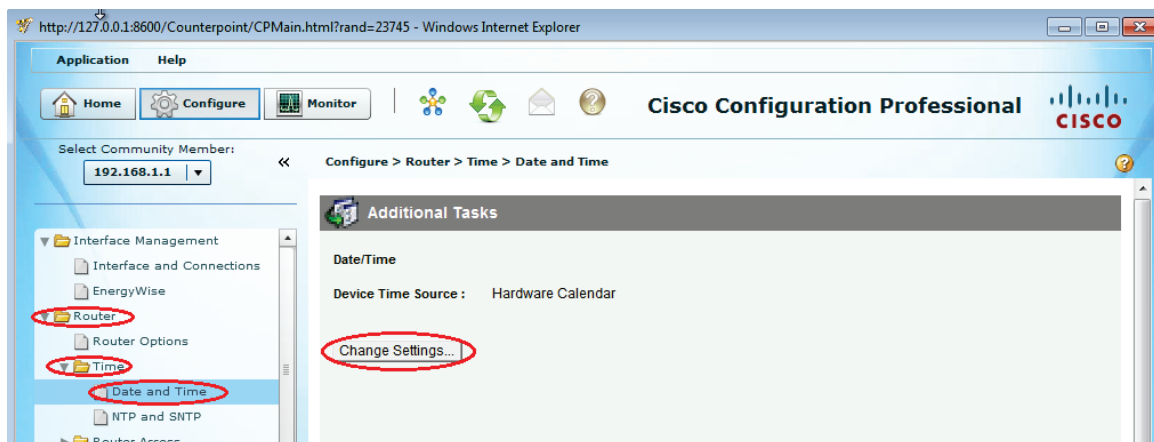 http://127.0.0.1:8600/Counterpoint/CPMain.html?rand=23745 - Windows Internet Explorer
Application Help
Home Configure Monitor Cisco Configuration Professional CISCO
Select Community Member:
192.168.1.1
Configure > Router > Time > Date and Time
Additional Tasks
Interface Management
Interface and Connections
EnergyWise
Router
Router Options
Time
Date and Time
NTP and SNTP
Router Access
Date/Time
Device Time Source : Hardware Calendar
Change Settings...